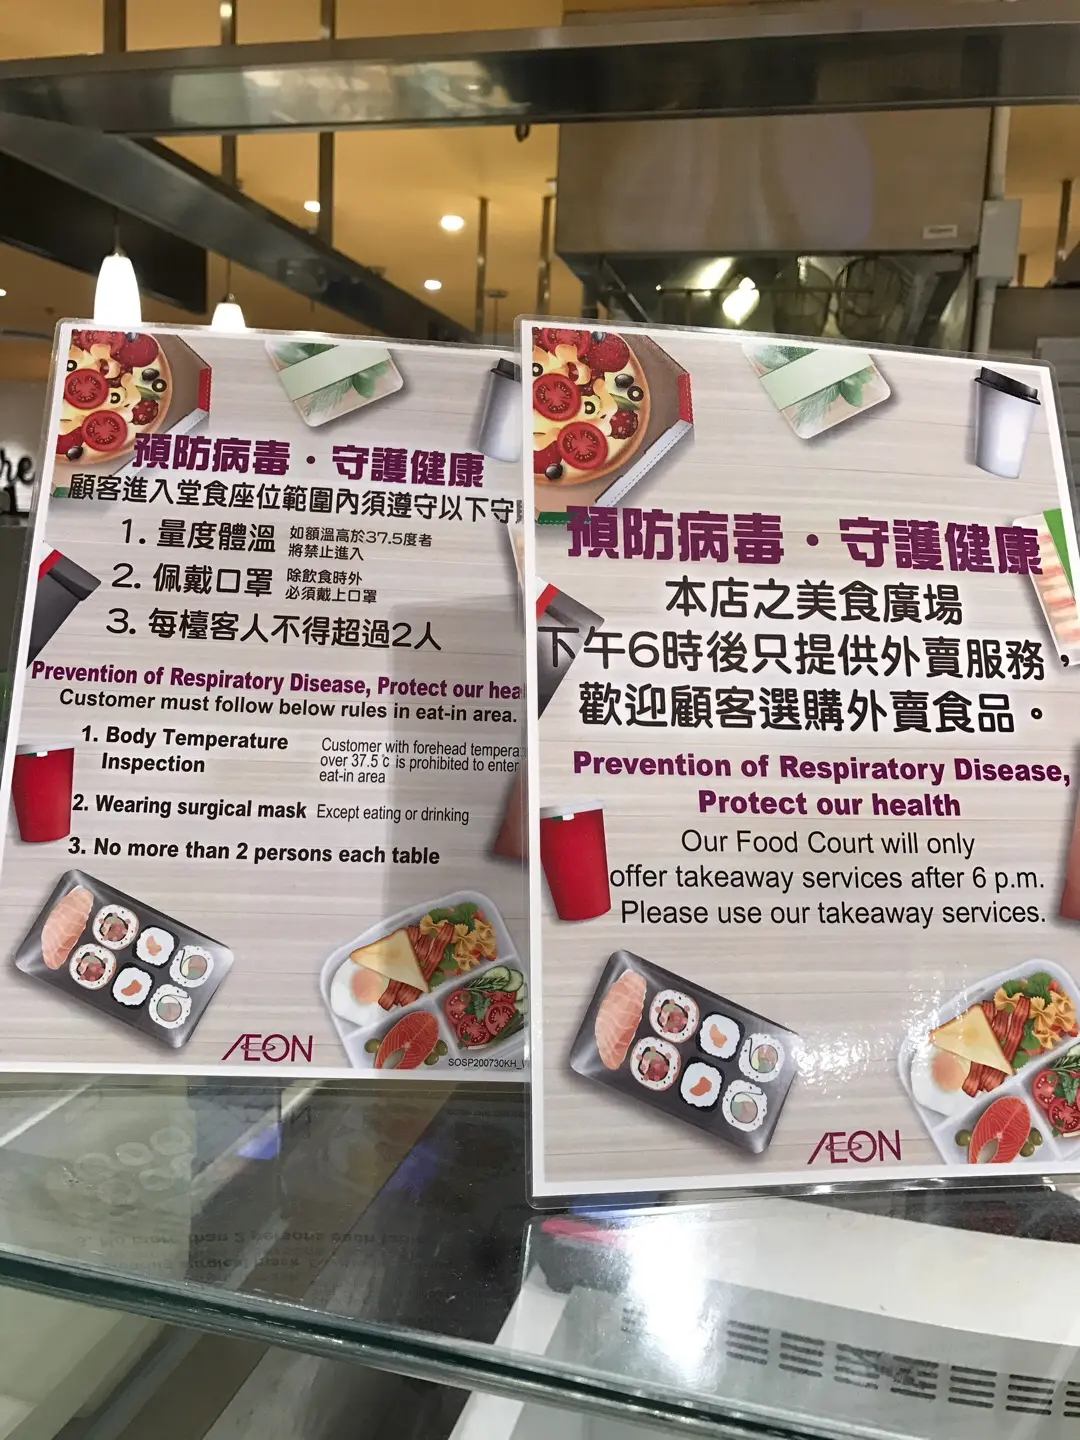 預防病毒・守護健康
顧客進入堂食座位範圍內須遵守以下守
1. 量度體溫 如額溫高於37.5度者
將禁止進入
2. 佩戴口罩 除飲食時外
必須戴上口罩
3. 每檯客人不得超過2人
Prevention of Respiratory Disease, Protect our hea
Customer must follow below rules in eat-in area.
1. Body Temperature
Inspection
Customer with forehead tempera
over 37.5℃ is prohibited to enter
eat-in area
2. Wearing surgical mask Except eating or drinking
3. No more than 2 persons each table
ÆON
SOSP200730KH_
預防病毒・守護健康
本店之美食廣場
下午6時後只提供外賣服務，
歡迎顧客選購外賣食品。
Prevention of Respiratory Disease,
Protect our health
Our Food Court will only
offer takeaway services after 6 p.m.
Please use our takeaway services.
ÆON